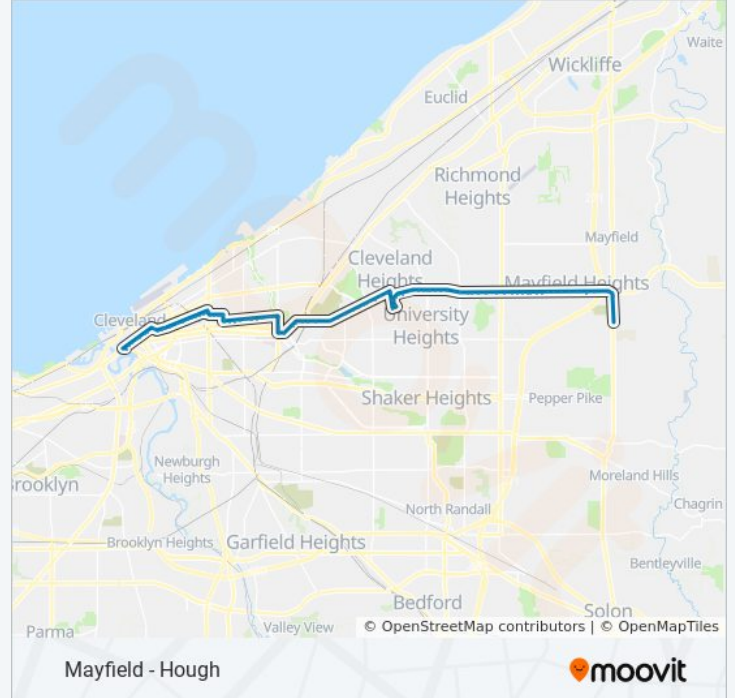 Waite
Wickliffe
Euclid
Richmond
Heights
Mayfield
Cleveland
Heights
Mayfield Heights
Cleveland
University
Heights
Shaker Heights
Pepper Pike
Newburgh
Heights
Moreland Hills
rooklyn
Chagrin
North Randall
Brooklyn Heights
Garfield Heights
Bentleyville
Bedford
Solon
© OpenStreetMap contributors | © OpenMapTiles
Parma
Valley View
Mayfield - Hough
moovit